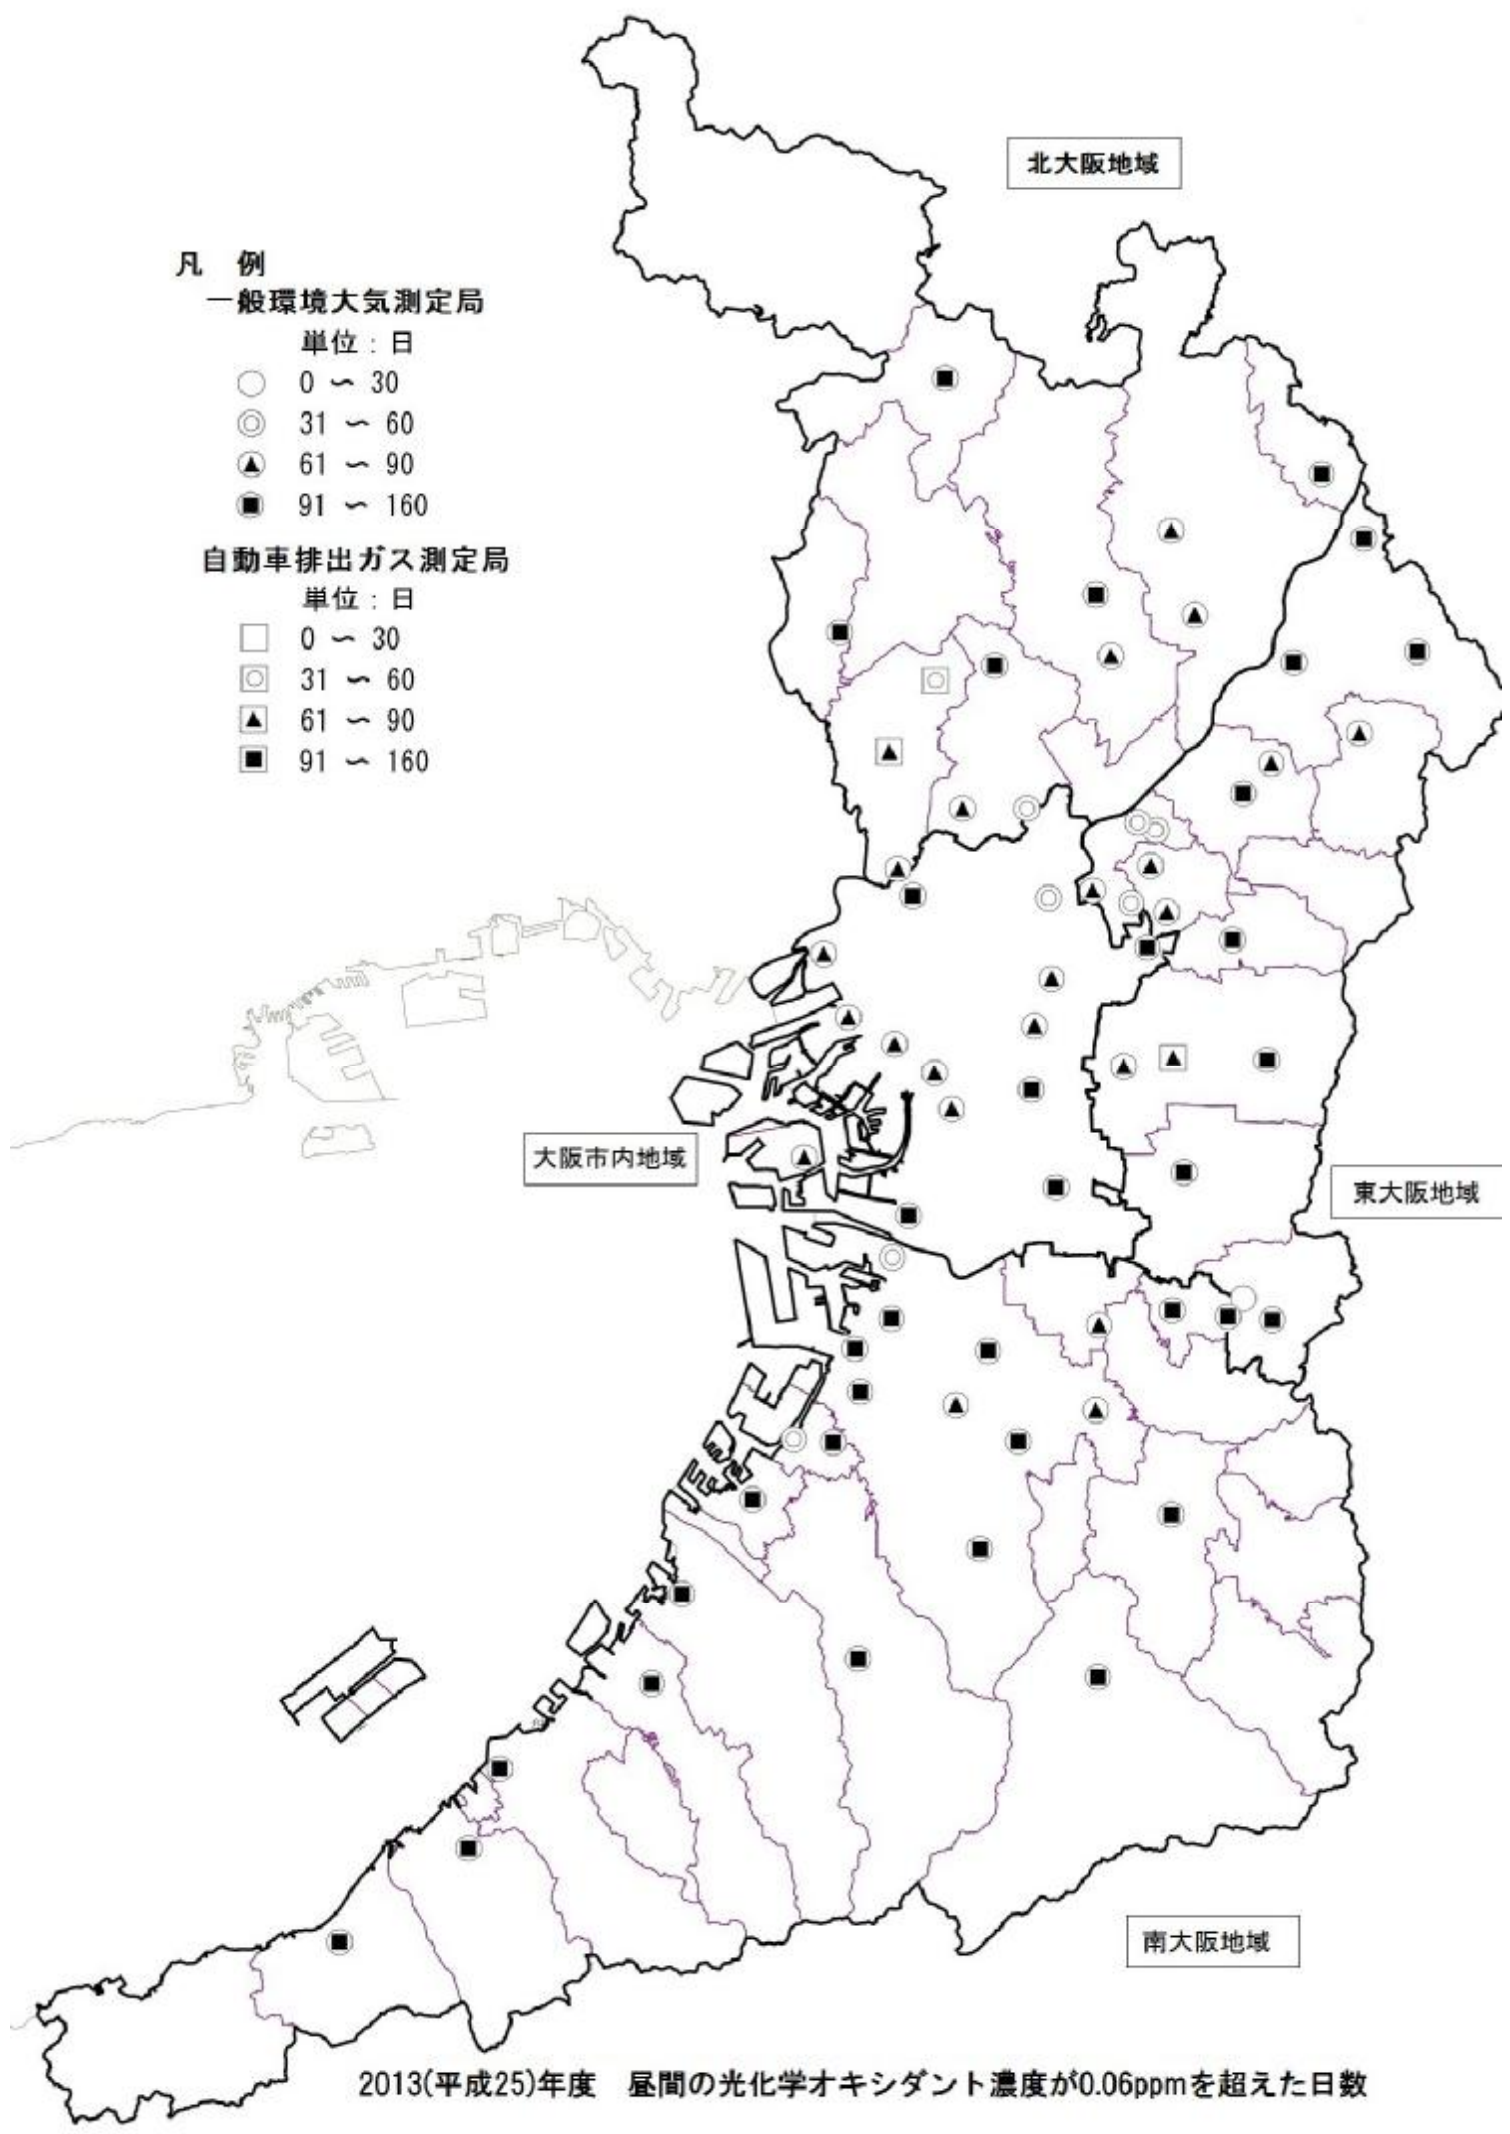 北大阪地域
凡 例
一般環境大気測定局
単位:日
0 ~ 30
31 ~ 60
61 ~ 90
91 ~ 160
自動車排出ガス測定局
単位:日
0 ~ 30
31 ~ 60
61 ~ 90
91 ~ 160
大阪市内地域
東大阪地域
南大阪地域
2013(平成25)年度 昼間の光化学オキシダント濃度が0.06ppmを超えた日数